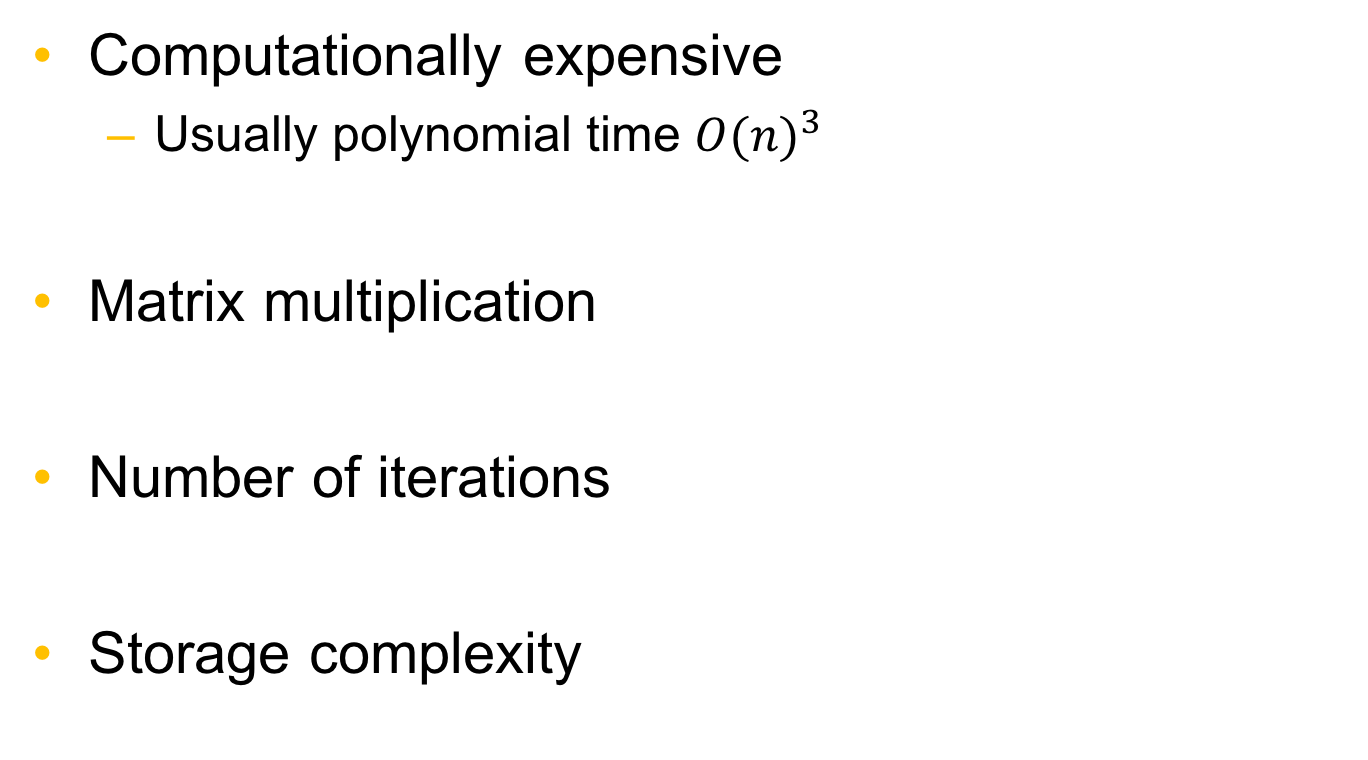 • Computationally expensive
– Usually polynomial time 𝑂(𝑛)³
• Matrix multiplication
• Number of iterations
• Storage complexity